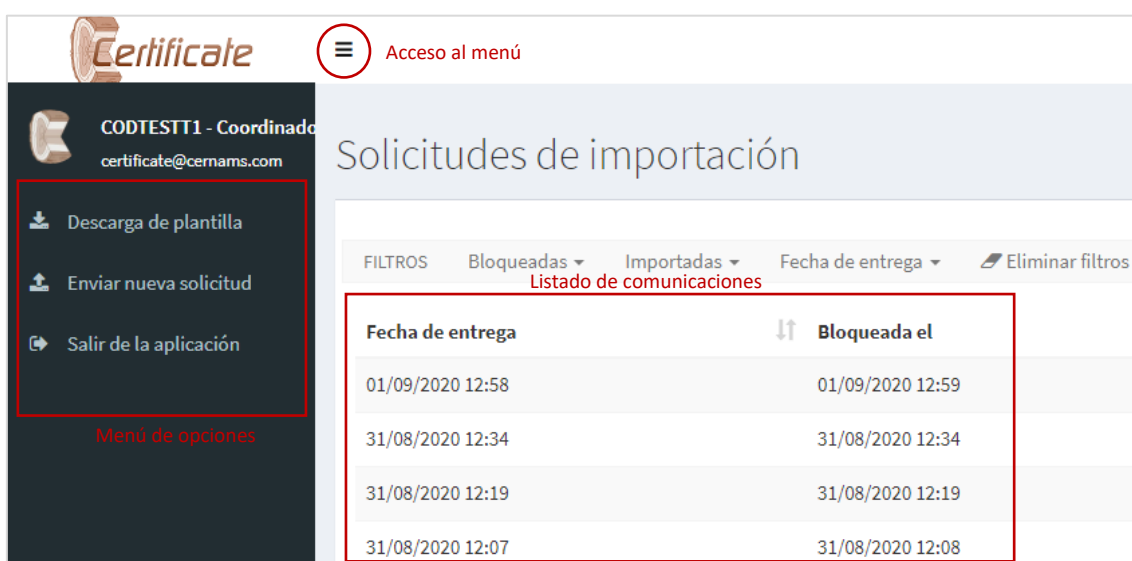 Certificate
Acceso al menú
CODTESTT1 - Coordinado
certificate@cernams.com
Solicitudes de importación
Descarga de plantilla
Enviar nueva solicitud
Salir de la aplicación
Menú de opciones
FILTROS Bloqueadas Importadas Fecha de entrega Eliminar filtros
Listado de comunicaciones
Fecha de entrega Bloqueada el
01/09/2020 12:58 01/09/2020 12:59
31/08/2020 12:34 31/08/2020 12:34
31/08/2020 12:19 31/08/2020 12:19
31/08/2020 12:07 31/08/2020 12:08